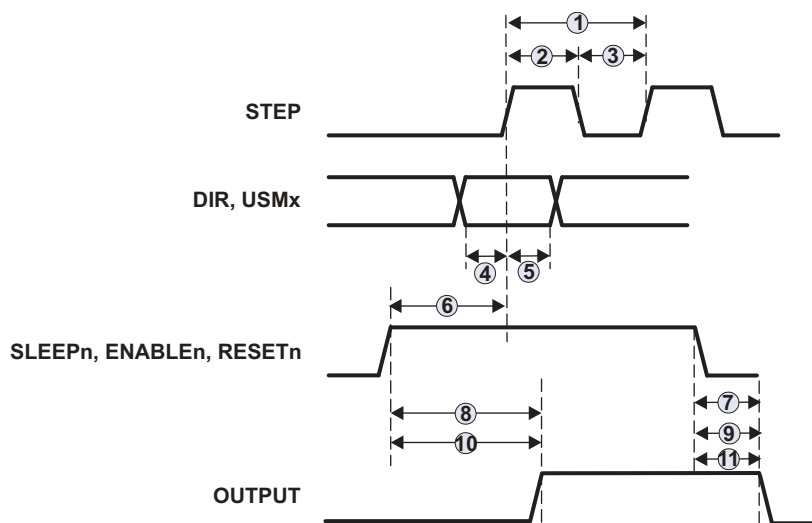 1
2
3
STEP
DIR, USMx
4
5
6
SLEEPn, ENABLEn, RESETn
7
8
9
10
11
OUTPUT